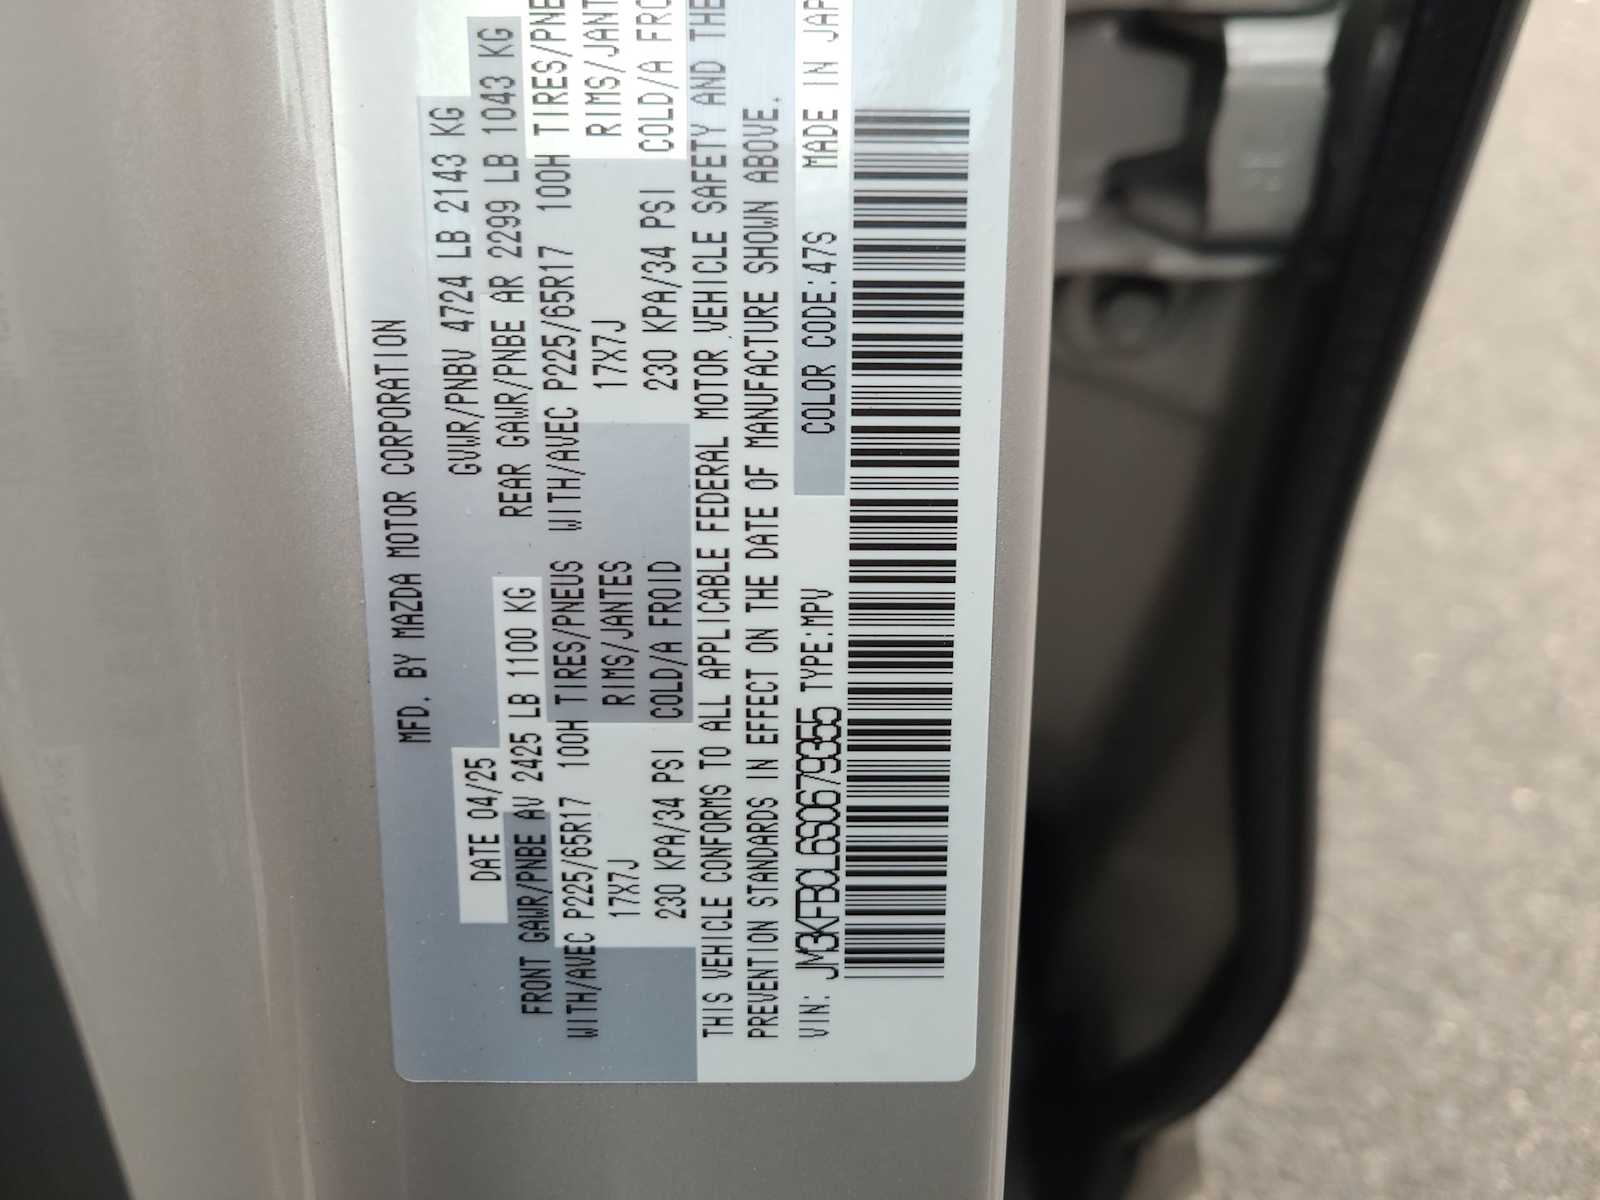 MFD. BY MAZDA MOTOR CORPORATION
DATE 04/25 GVWR/PNBV 4724 LB 2143 KG
FRONT GAWR/PNBE AV 2425 LB 1100 KG REAR GAWR/PNBE AR 2299 LB 1043 KG
WITH/AVEC P225/65R17 100H TIRES/PNEUS WITH/AVEC P225/65R17 100H TIRES/PNE
17X7J RIMS/JANTES 17X7J RIMS/JANT
230 KPA/34 PSI COLD/A FROID 230 KPA/34 PSI COLD/A FRO
THIS VEHICLE CONFORMS TO ALL APPLICABLE FEDERAL MOTOR VEHICLE SAFETY AND THE
PREVENTION STANDARDS IN EFFECT ON THE DATE OF MANUFACTURE SHOWN ABOVE.
VIN: JM3KFBCL6S0679355 TYPE:MPV COLOR CODE:47S MADE IN JAP